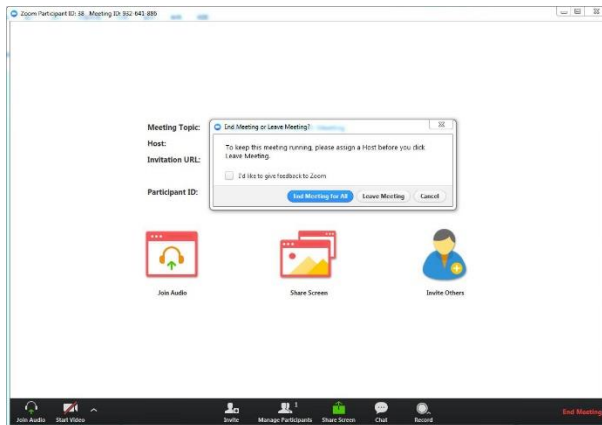 Zoom Participant ID: 38 Meeting ID: 932-641-886
Meeting Topic:
Host:
Invitation URL:
Participant ID:
End Meeting or Leave Meeting?
To keep this meeting running, please assign a Host before you click
Leave Meeting.
I'd like to give feedback to Zoom
End Meeting for All
Leave Meeting
Cancel
Join Audio
Share Screen
Invite Others
Join Audio
Start Video
Invite
1
Manage Participants
Share Screen
Chat
Record
End Meeting